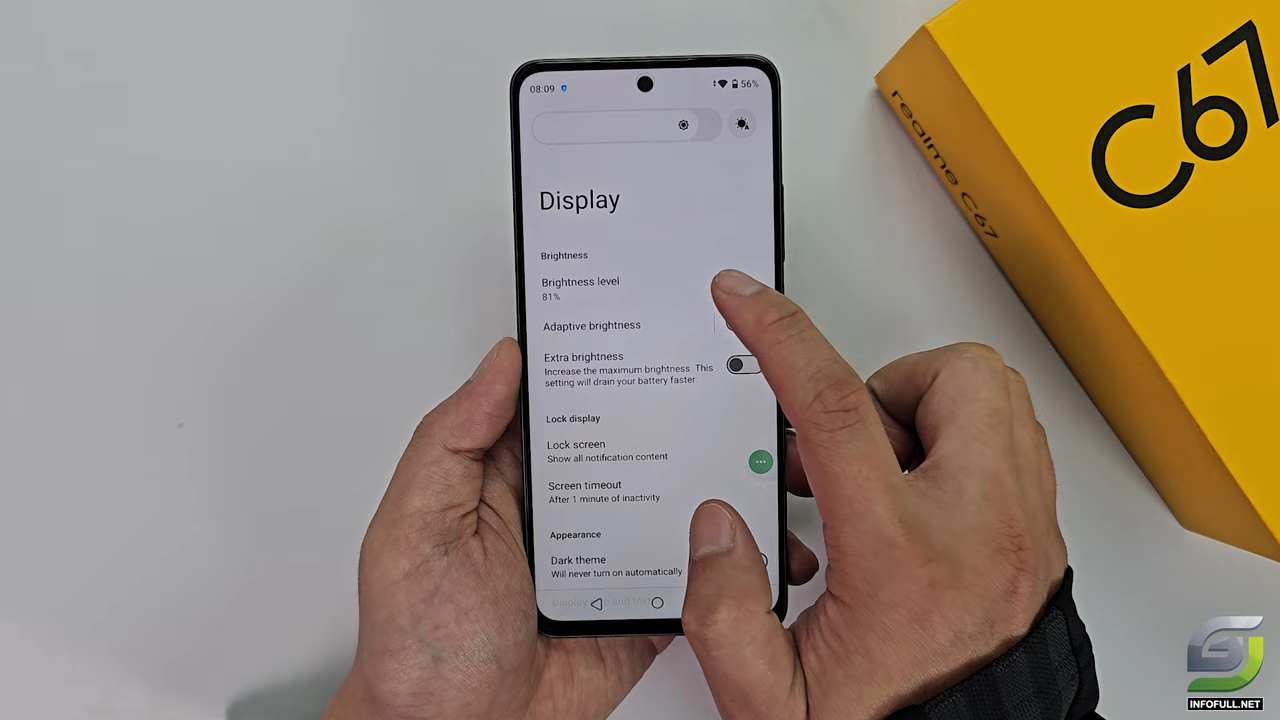 08:09
56%
Display
Brightness
Brightness level
81%
Adaptive brightness
Extra brightness
Increase the maximum brightness. This
setting will drain your battery faster.
Lock display
Lock screen
Show all notification content
Screen timeout
After 1 minute of inactivity
Appearance
Dark theme
Will never turn on automatically
C67
realme C67
INFOFULL.NET